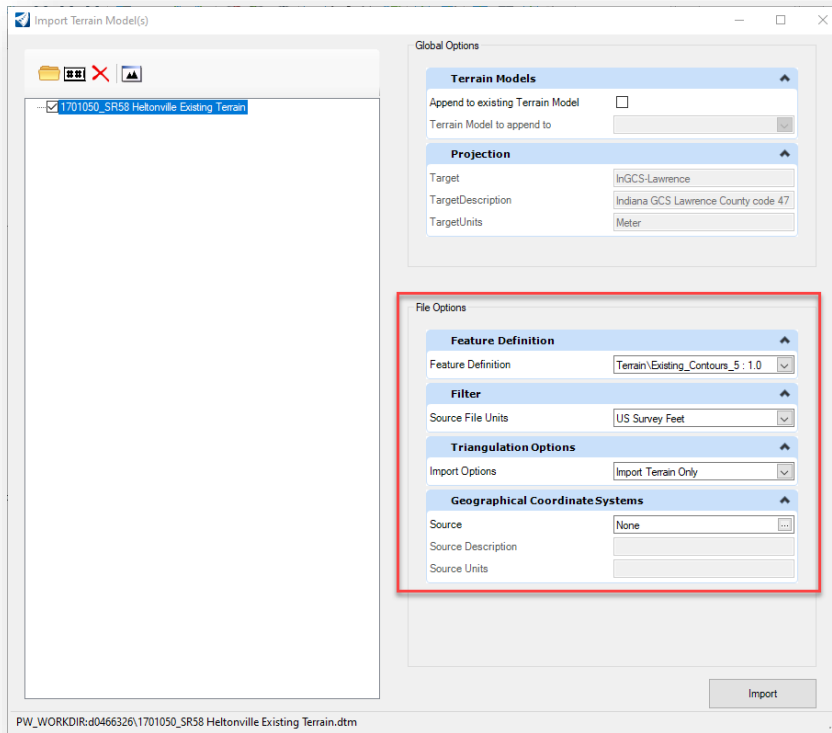 Import Terrain Model(s)
1701050_SR58 Heltonville Existing Terrain
Global Options
Terrain Models
Append to existing Terrain Model
Terrain Model to append to
Projection
Target InGCS-Lawrence
TargetDescription Indiana GCS Lawrence County code 47
TargetUnits Meter
File Options
Feature Definition
Feature Definition Terrain\Existing_Contours_5 : 1.0
Filter
Source File Units US Survey Feet
Triangulation Options
Import Options Import Terrain Only
Geographical Coordinate Systems
Source None ...
Source Description
Source Units
Import
PW_WORKDIR:d0466326\1701050_SR58 Heltonville Existing Terrain.dtm